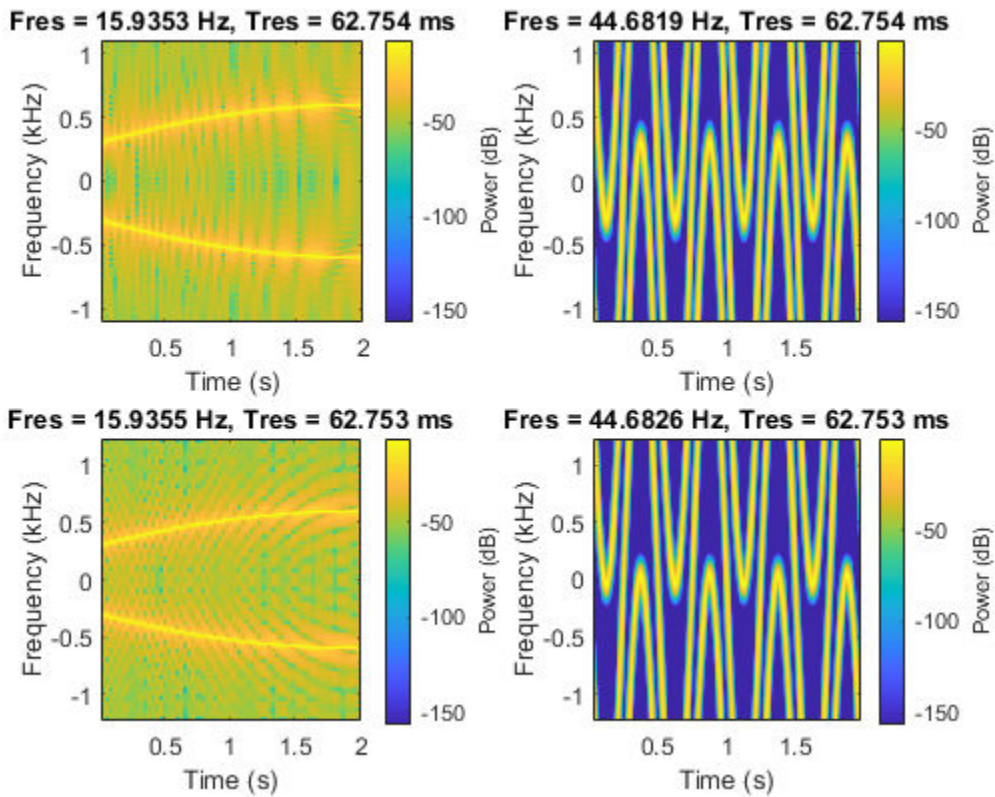 Fres = 15.9353 Hz, Tres = 62.754 ms
1
0.5
0
-0.5
-1
Frequency (kHz)
0.5 1 1.5 2
Time (s)
-50
-100
-150
Power (dB)
Fres = 44.6819 Hz, Tres = 62.754 ms
1
0.5
0
-0.5
-1
Frequency (kHz)
0.5 1 1.5
Time (s)
-50
-100
-150
Power (dB)
Fres = 15.9355 Hz, Tres = 62.753 ms
1
0.5
0
-0.5
-1
Frequency (kHz)
0.5 1 1.5 2
Time (s)
-50
-100
-150
Power (dB)
Fres = 44.6826 Hz, Tres = 62.753 ms
1
0.5
0
-0.5
-1
Frequency (kHz)
0.5 1 1.5
Time (s)
-50
-100
-150
Power (dB)